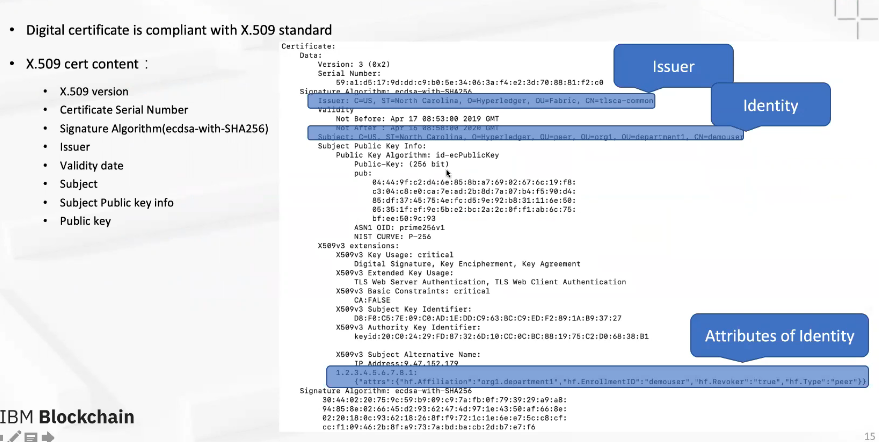 • Digital certificate is compliant with X.509 standard
• X.509 cert content：
• X.509 version
• Certificate Serial Number
• Signature Algorithm(ecdsa-with-SHA256)
• Issuer
• Validity date
• Subject
• Subject Public key info
• Public key
Certificate:
Data:
Version: 3 (0x2)
Serial Number:
59:a1:d5:17:9d:dd:c9:b0:5e:34:06:3a:f4:e2:3d:70:88:81:f2:c0
Signature Algorithm: ecdsa-with-SHA256
Issuer: C=US, ST=North Carolina, O=Hyperledger, OU=Fabric, CN=tlsca-common
Validity
Not Before: Apr 17 08:53:00 2019 GMT
Not After : Apr 16 08:58:00 2020 GMT
Subject: C=US, ST=North Carolina, O=Hyperledger, OU=peer, OU=org1, OU=department1, CN=demouser
Subject Public Key Info:
Public Key Algorithm: id-ecPublicKey
Public-Key: (256 bit)
pub:
04:44:9f:c2:d4:6e:85:8b:a7:69:02:67:6c:19:f8:
c3:04:c8:e0:ca:7e:ad:2b:8d:7a:07:b4:f5:90:d4:
85:df:37:45:75:4e:fc:d5:9e:92:b8:31:11:6e:50:
05:35:1f:ef:9e:5b:e2:bc:2a:2c:0f:f1:ab:6c:75:
bf:ee:50:9c:93
ASN1 OID: prime256v1
NIST CURVE: P-256
X509v3 extensions:
X509v3 Key Usage: critical
Digital Signature, Key Encipherment, Key Agreement
X509v3 Extended Key Usage:
TLS Web Server Authentication, TLS Web Client Authentication
X509v3 Basic Constraints: critical
CA:FALSE
X509v3 Subject Key Identifier:
D8:F0:C5:7E:09:C0:AD:1E:DD:C9:63:BC:C9:ED:F2:89:1A:B9:37:27
X509v3 Authority Key Identifier:
keyid:20:C0:24:29:FD:87:32:6D:10:CC:0C:BC:88:19:75:C2:D0:68:38:B1
X509v3 Subject Alternative Name:
IP Address:9.47.152.179
1.2.3.4.5.6.7.8.1:
{"attrs":{"hf.Affiliation":"org1.department1","hf.EnrollmentID":"demouser","hf.Revoker":"true","hf.Type":"peer"}}
Signature Algorithm: ecdsa-with-SHA256
30:44:02:20:75:9c:59:b9:09:c9:7a:fb:0f:79:39:29:a9:a8:
94:85:8e:02:66:45:d2:93:62:47:4d:97:1e:43:50:af:66:8e:
02:20:18:0c:93:62:18:26:8f:f9:72:1c:1e:6e:e7:5c:c8:cf:
cc:f1:09:46:2b:8f:e9:73:7a:bd:ba:cb:2d:b7:e7:f6
Issuer
Identity
Attributes of Identity
IBM Blockchain
15